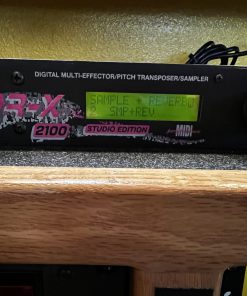 DIGITAL MULTI-EFFECTOR/PITCH TRANSPOSER/SAMPLER
R-X
2100
STUDIO EDITION
MIDI
SAMPLE + REVERB
SMP+REV